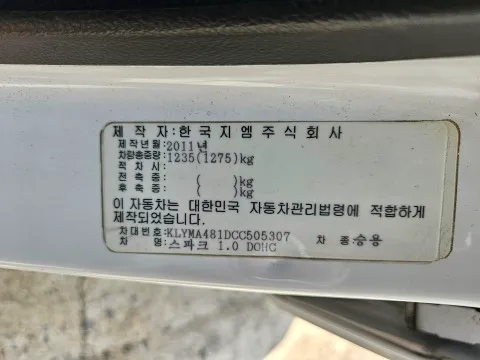 제 작 자:한국지엠주식회사
제작년월:2011년
차량총중량:1235(1275)kg
적 차 시:
전 축 중: (    )kg
후 축 중: (    )kg
이 자동차는 대한민국 자동차관리법령에 적합하게
제작되었습니다.
차대번호:KLYMA481DCC505307
차 명:스파크 1.0 DOHC 차 종:승용